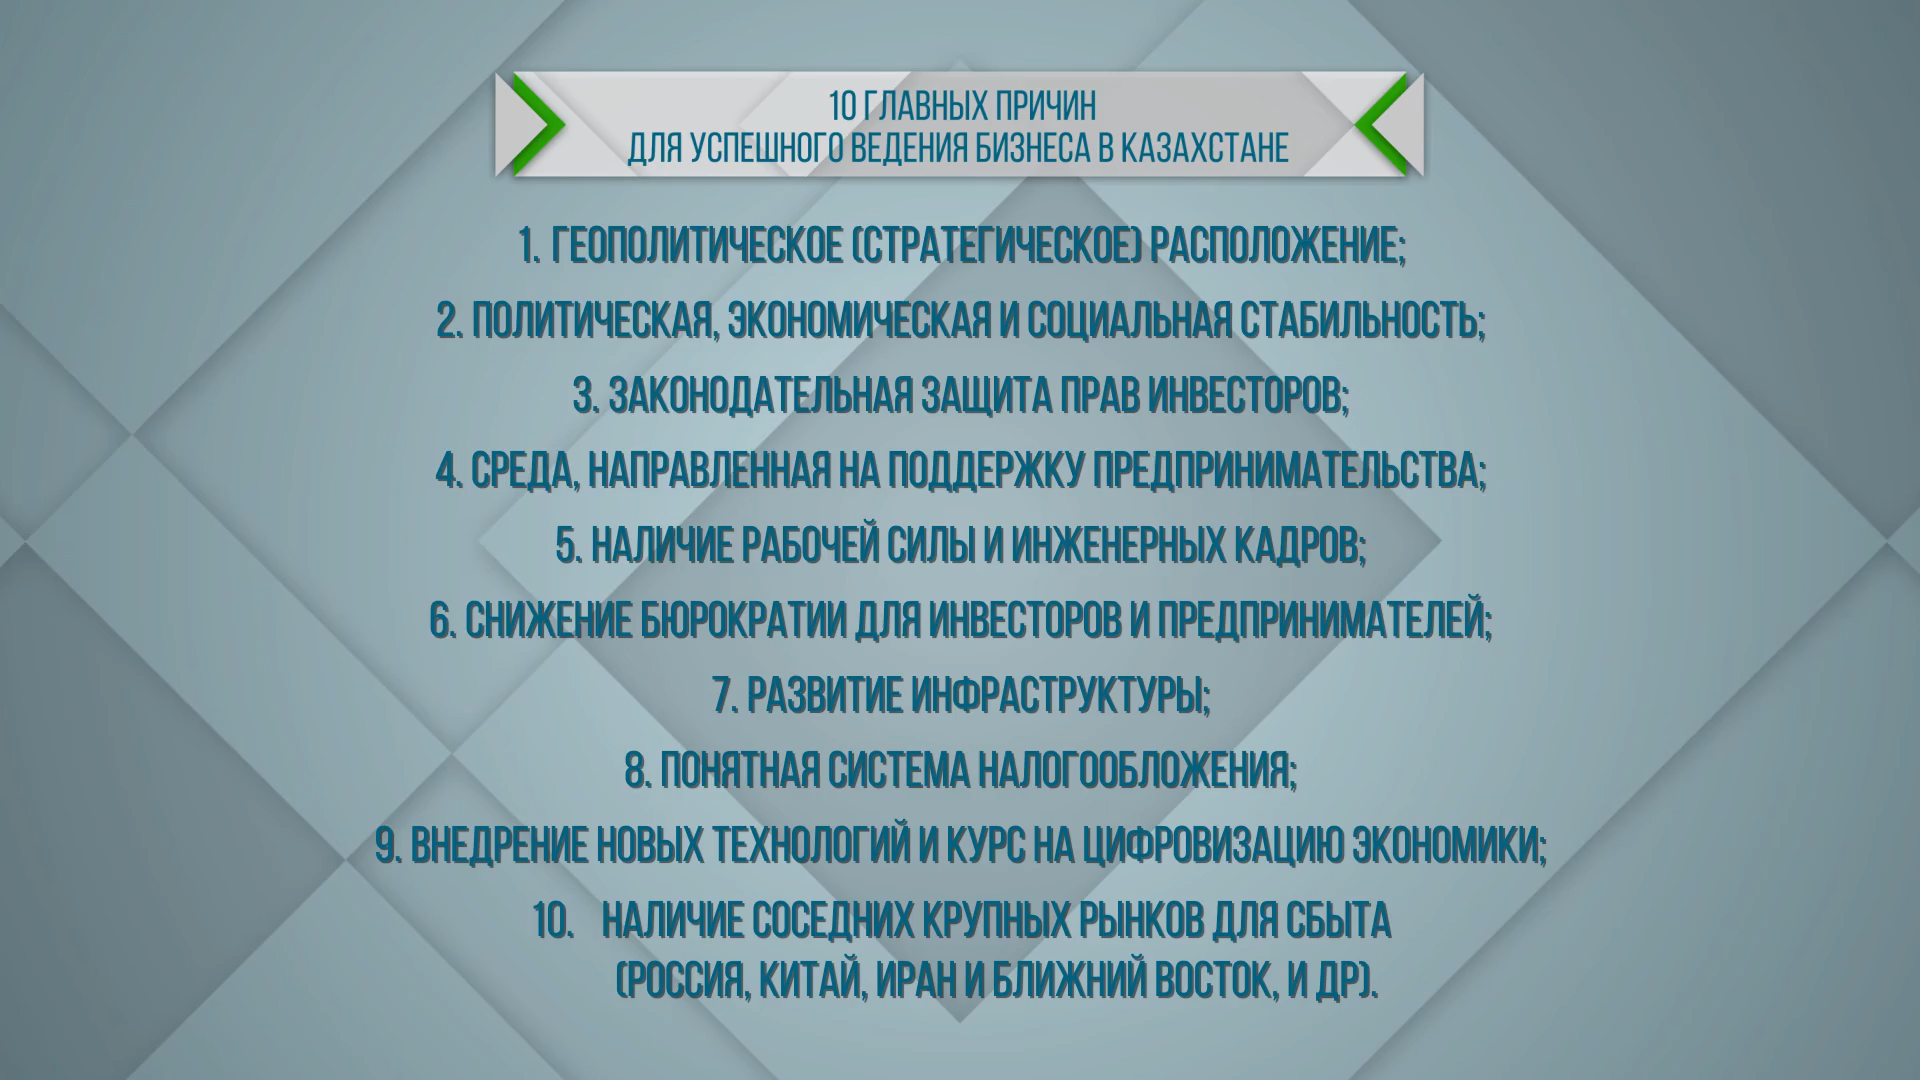 10 ГЛАВНЫХ ПРИЧИН
ДЛЯ УСПЕШНОГО ВЕДЕНИЯ БИЗНЕСА В КАЗАХСТАНЕ
1. ГЕОПОЛИТИЧЕСКОЕ (СТРАТЕГИЧЕСКОЕ) РАСПОЛОЖЕНИЕ;
2. ПОЛИТИЧЕСКАЯ, ЭКОНОМИЧЕСКАЯ И СОЦИАЛЬНАЯ СТАБИЛЬНОСТЬ;
3. ЗАКОНОДАТЕЛЬНАЯ ЗАЩИТА ПРАВ ИНВЕСТОРОВ;
4. СРЕДА, НАПРАВЛЕННАЯ НА ПОДДЕРЖКУ ПРЕДПРИНИМАТЕЛЬСТВА;
5. НАЛИЧИЕ РАБОЧЕЙ СИЛЫ И ИНЖЕНЕРНЫХ КАДРОВ;
6. СНИЖЕНИЕ БЮРОКРАТИИ ДЛЯ ИНВЕСТОРОВ И ПРЕДПРИНИМАТЕЛЕЙ;
7. РАЗВИТИЕ ИНФРАСТРУКТУРЫ;
8. ПОНЯТНАЯ СИСТЕМА НАЛОГООБЛОЖЕНИЯ;
9. ВНЕДРЕНИЕ НОВЫХ ТЕХНОЛОГИЙ И КУРС НА ЦИФРОВИЗАЦИЮ ЭКОНОМИКИ;
10. НАЛИЧИЕ СОСЕДНИХ КРУПНЫХ РЫНКОВ ДЛЯ СБЫТА
(РОССИЯ, КИТАЙ, ИРАН И БЛИЖНИЙ ВОСТОК, И ДР).